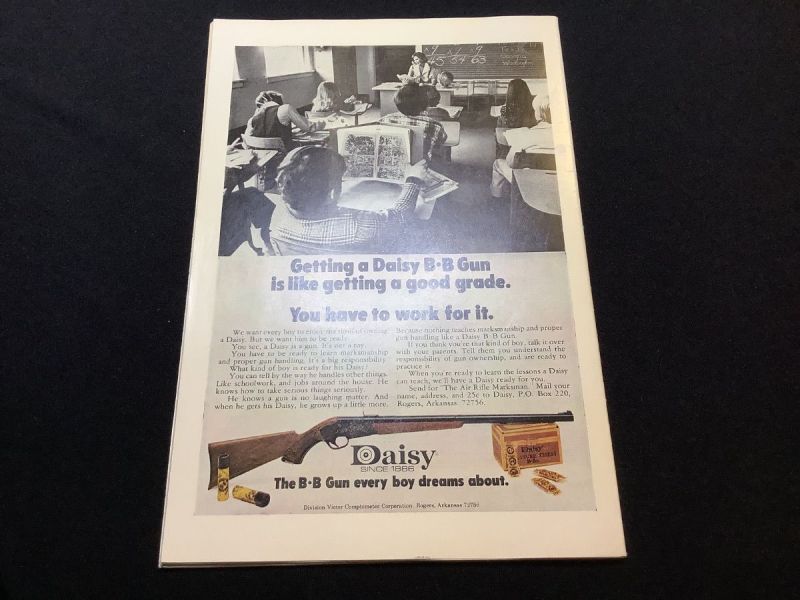 x9 x7 x9
45 54 63
Getting a Daisy B·B Gun
is like getting a good grade.
You have to work for it.
We want every boy to enjoy the thrill of owning
a Daisy. But we want him to be ready.
You see, a Daisy is a gun. It's not a toy.
You have to be ready to learn marksmanship
and proper gun handling. It's a big responsibility.
What kind of boy is ready for his Daisy?
You can tell by the way he handles other things.
Like schoolwork, and jobs around the house. He
knows how to take serious things seriously.
He knows a gun is no laughing matter. And
when he gets his Daisy, he grows up a little more.
Because nothing teaches marksmanship and proper
gun handling like a Daisy B·B Gun.
If you think you're that kind of boy, talk it over
with your parents. Tell them you understand the
responsibility of gun ownership, and are ready to
practice it.
When you're ready to learn the lessons a Daisy
can teach, we'll have a Daisy ready for you.
Send for "The Air Rifle Marksman." Mail your
name, address, and 25¢ to Daisy, P.O. Box 220,
Rogers, Arkansas 72756.
Daisy
SINCE 1886
Daisy
The B·B Gun every boy dreams about.
Division Victor Comptometer Corporation, Rogers, Arkansas 72756